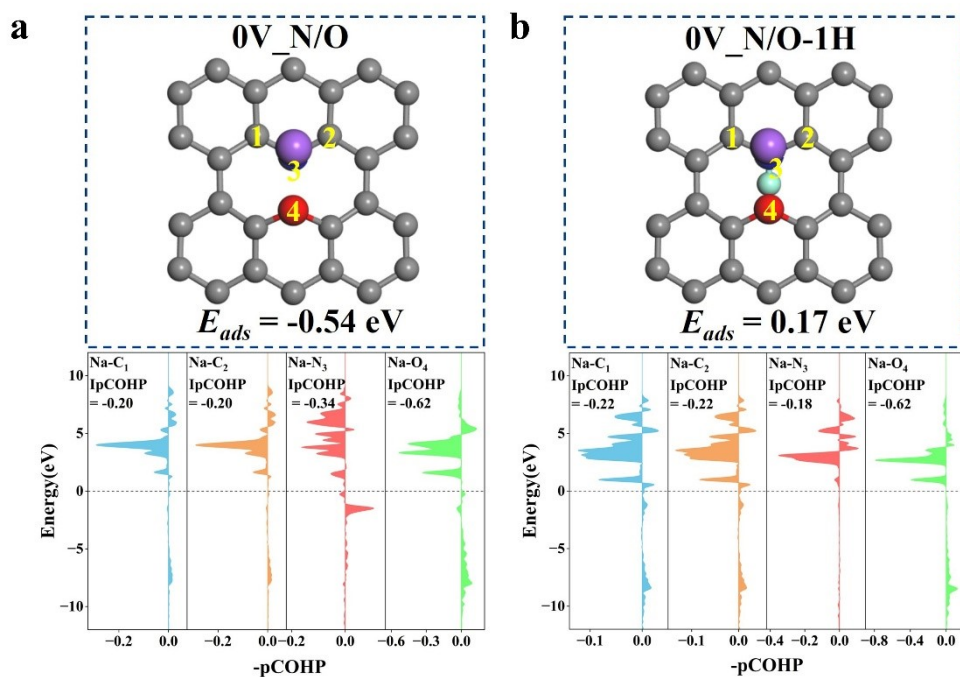 a
0V_N/O
1 2
3
4
E_ads = -0.54 eV
Na-C₁ Na-C₂ Na-N₃ Na-O₄
IpCOHP IpCOHP IpCOHP IpCOHP
= -0.20 = -0.20 = -0.34 = -0.62
Energy(eV)
10
5
0
−5
−10
−0.2 0.0 0.0 −0.2 0.0 −0.6 −0.3 0.0
-pCOHP
b
0V_N/O-1H
1 2
3
4
E_ads = 0.17 eV
Na-C₁ Na-C₂ Na-N₃ Na-O₄
IpCOHP IpCOHP IpCOHP IpCOHP
= -0.22 = -0.22 = -0.18 = -0.62
Energy(eV)
10
5
0
−5
−10
−0.1 0.0 −0.1 0.0 −0.4 −0.2 0.0 −0.8 −0.4 0.0
-pCOHP